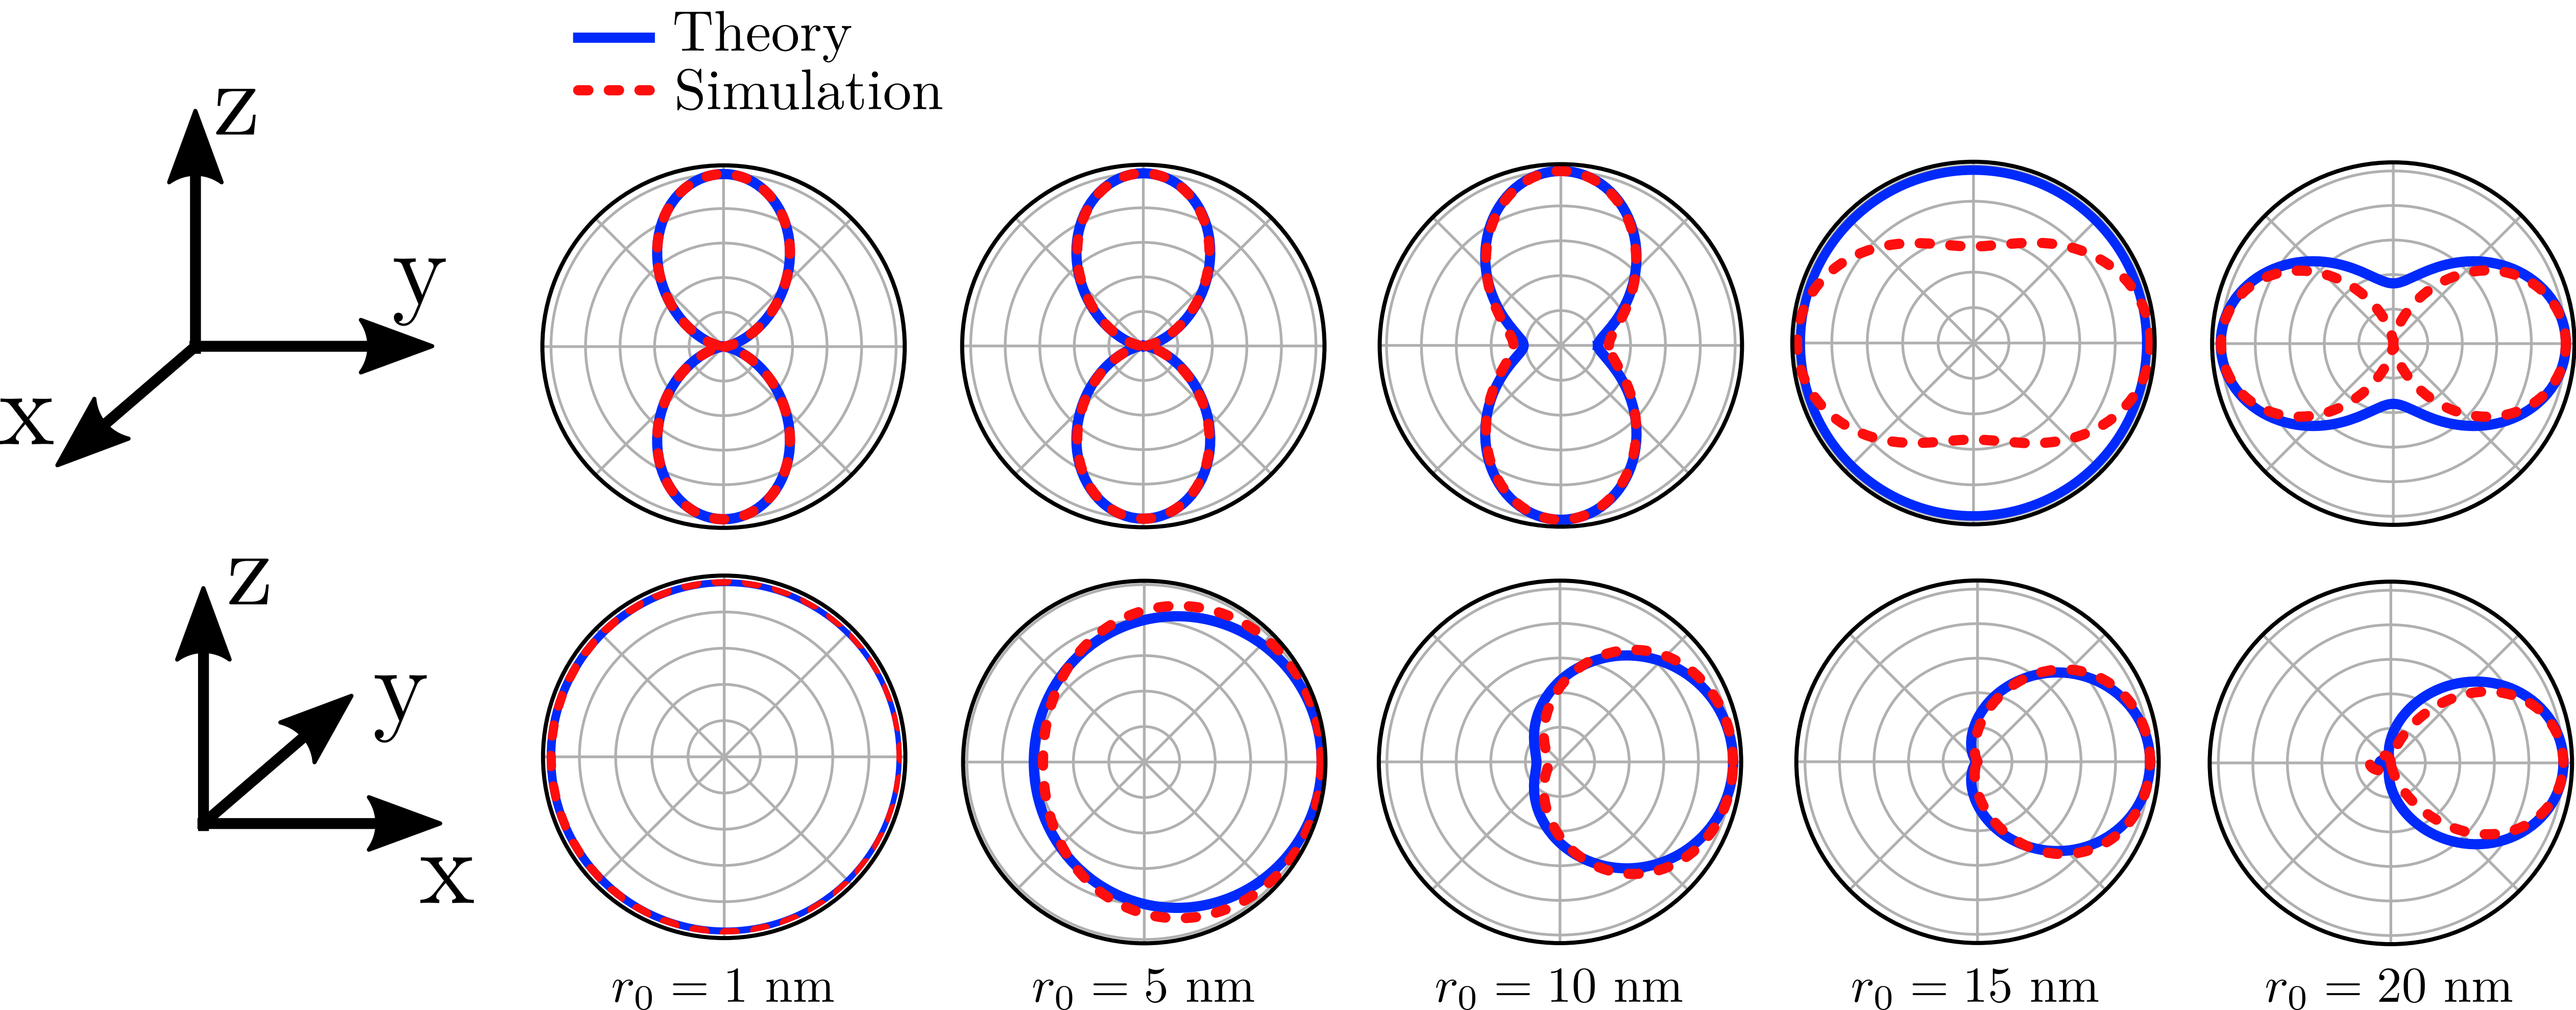 Theory
Simulation
z
y
x
z
y
x
r₀ = 1 nm
r₀ = 5 nm
r₀ = 10 nm
r₀ = 15 nm
r₀ = 20 nm